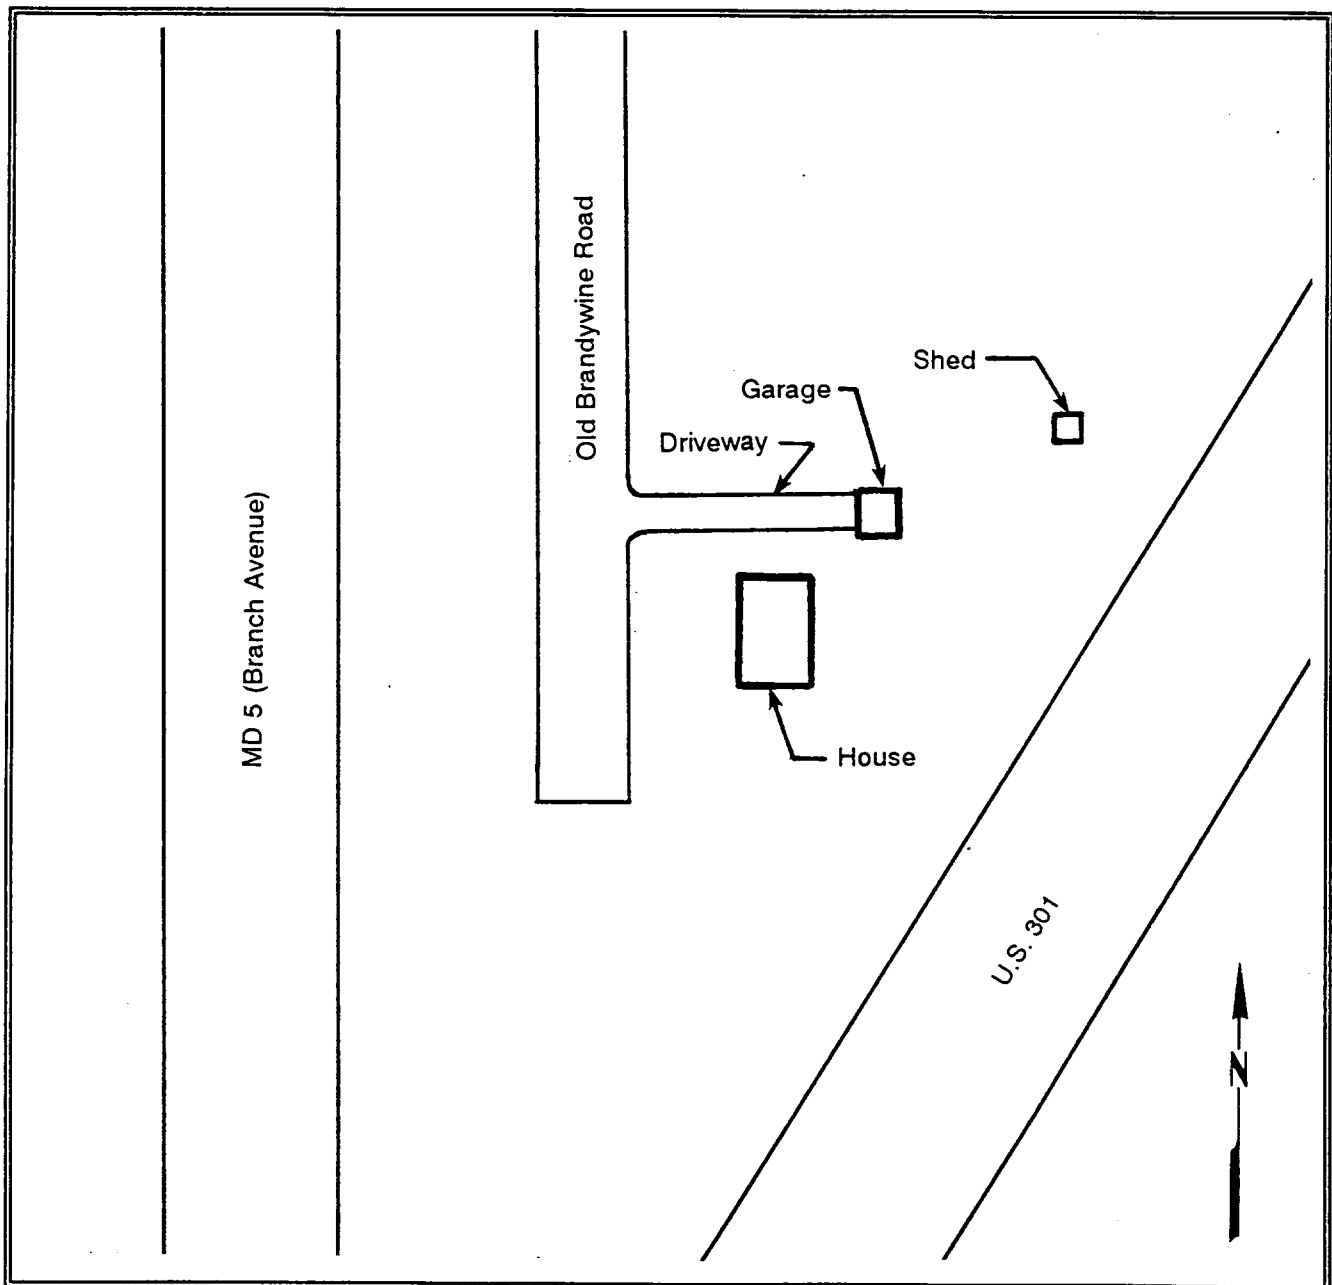 Old Brandywine Road
Shed
Garage
Driveway
MD 5 (Branch Avenue)
House
U.S. 301
N